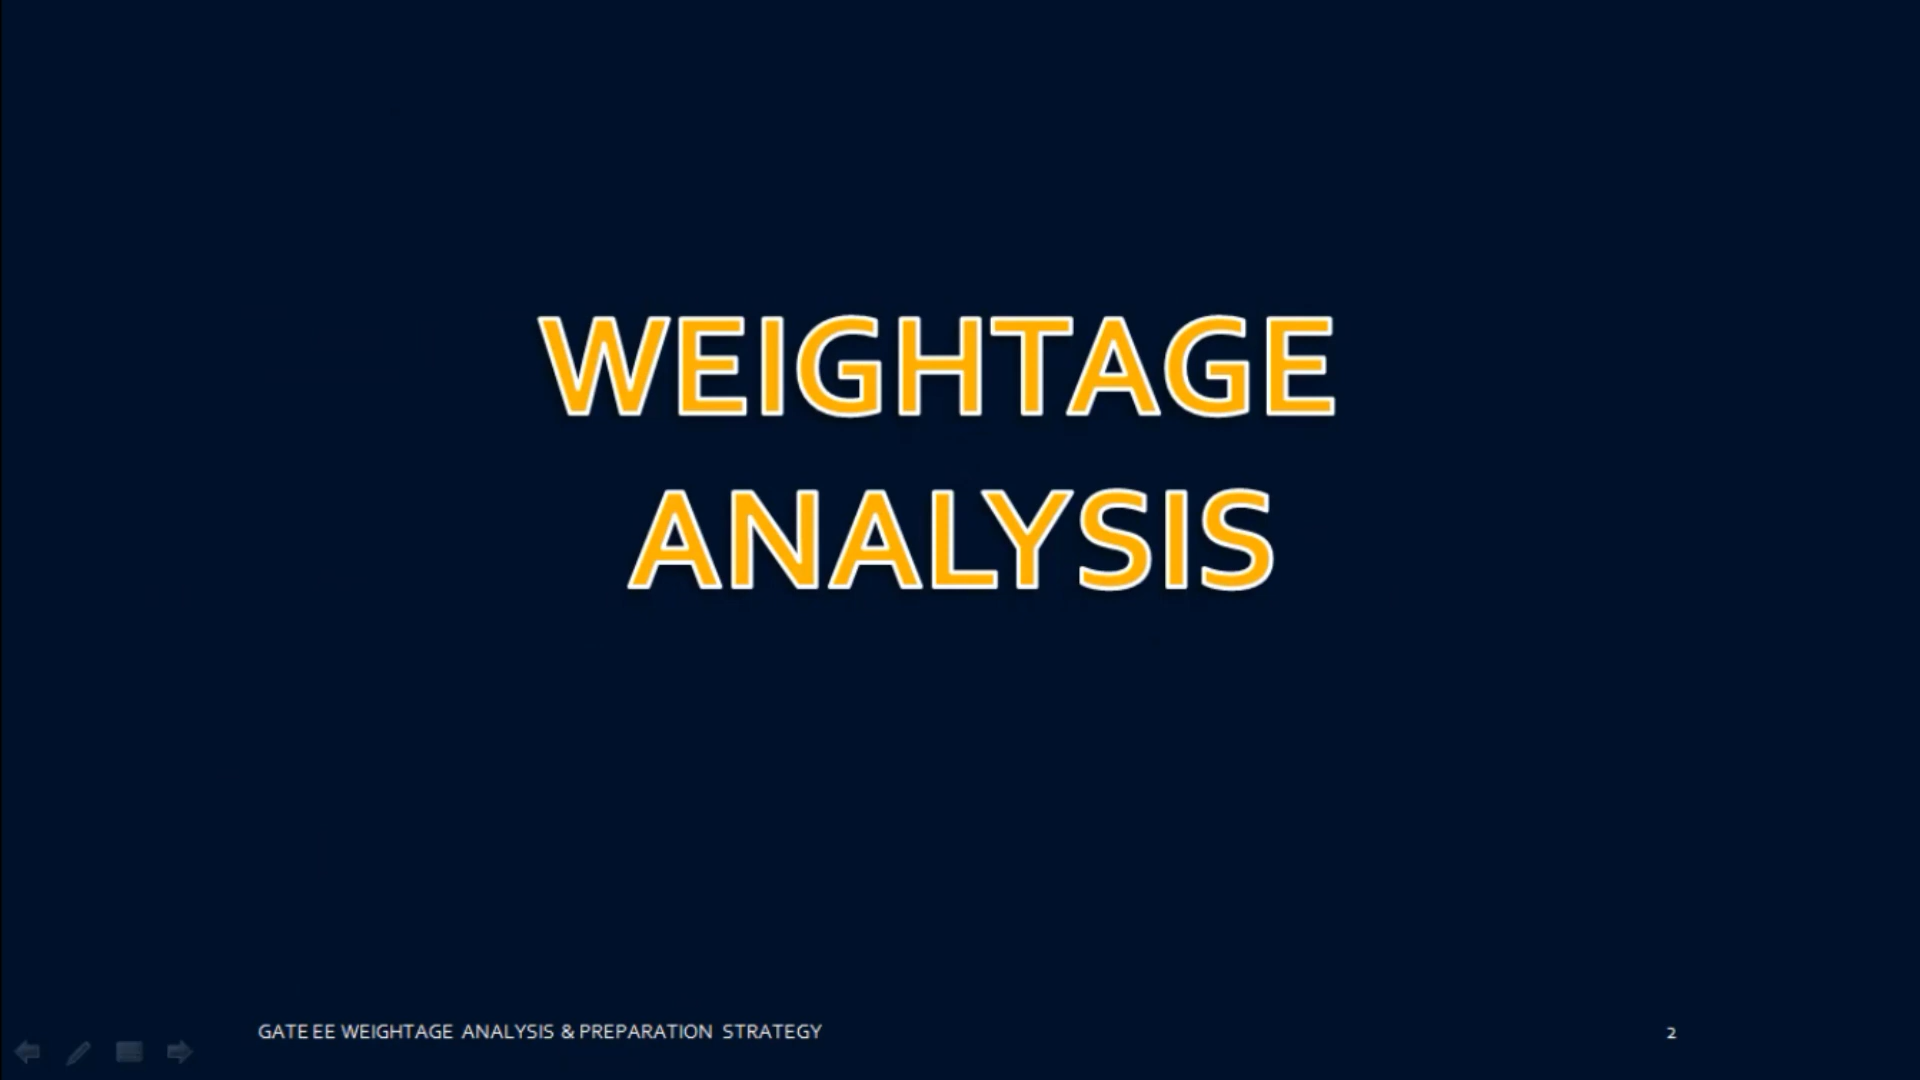 WEIGHTAGE
ANALYSIS
GATE EE WEIGHTAGE ANALYSIS & PREPARATION STRATEGY
2